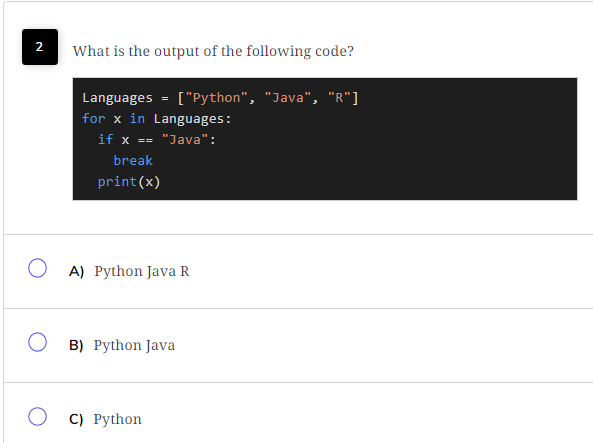 2
What is the output of the following code?
Languages = ["Python", "Java", "R"]
for x in Languages:
  if x == "Java":
    break
  print(x)
A) Python Java R
B) Python Java
C) Python